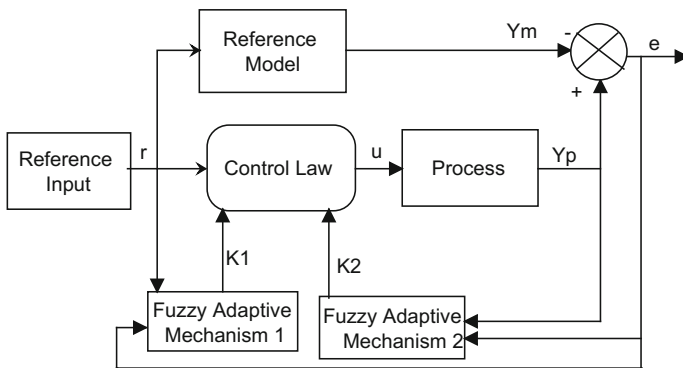 Reference
Model
Ym
-
e
+
Reference
Input
r
Control Law
u
Process
Yp
K1
K2
Fuzzy Adaptive
Mechanism 1
Fuzzy Adaptive
Mechanism 2